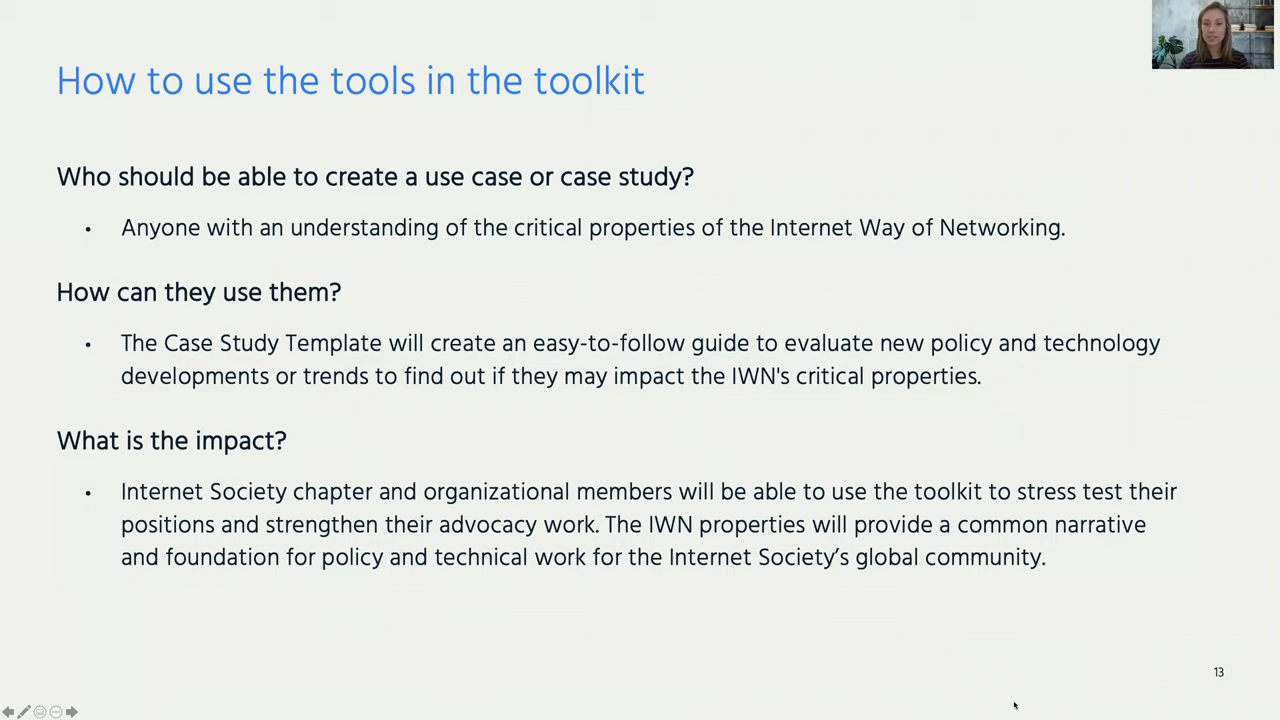 How to use the tools in the toolkit
Who should be able to create a use case or case study?
• Anyone with an understanding of the critical properties of the Internet Way of Networking.
How can they use them?
• The Case Study Template will create an easy-to-follow guide to evaluate new policy and technology
developments or trends to find out if they may impact the IWN's critical properties.
What is the impact?
• Internet Society chapter and organizational members will be able to use the toolkit to stress test their
positions and strengthen their advocacy work. The IWN properties will provide a common narrative
and foundation for policy and technical work for the Internet Society’s global community.
13